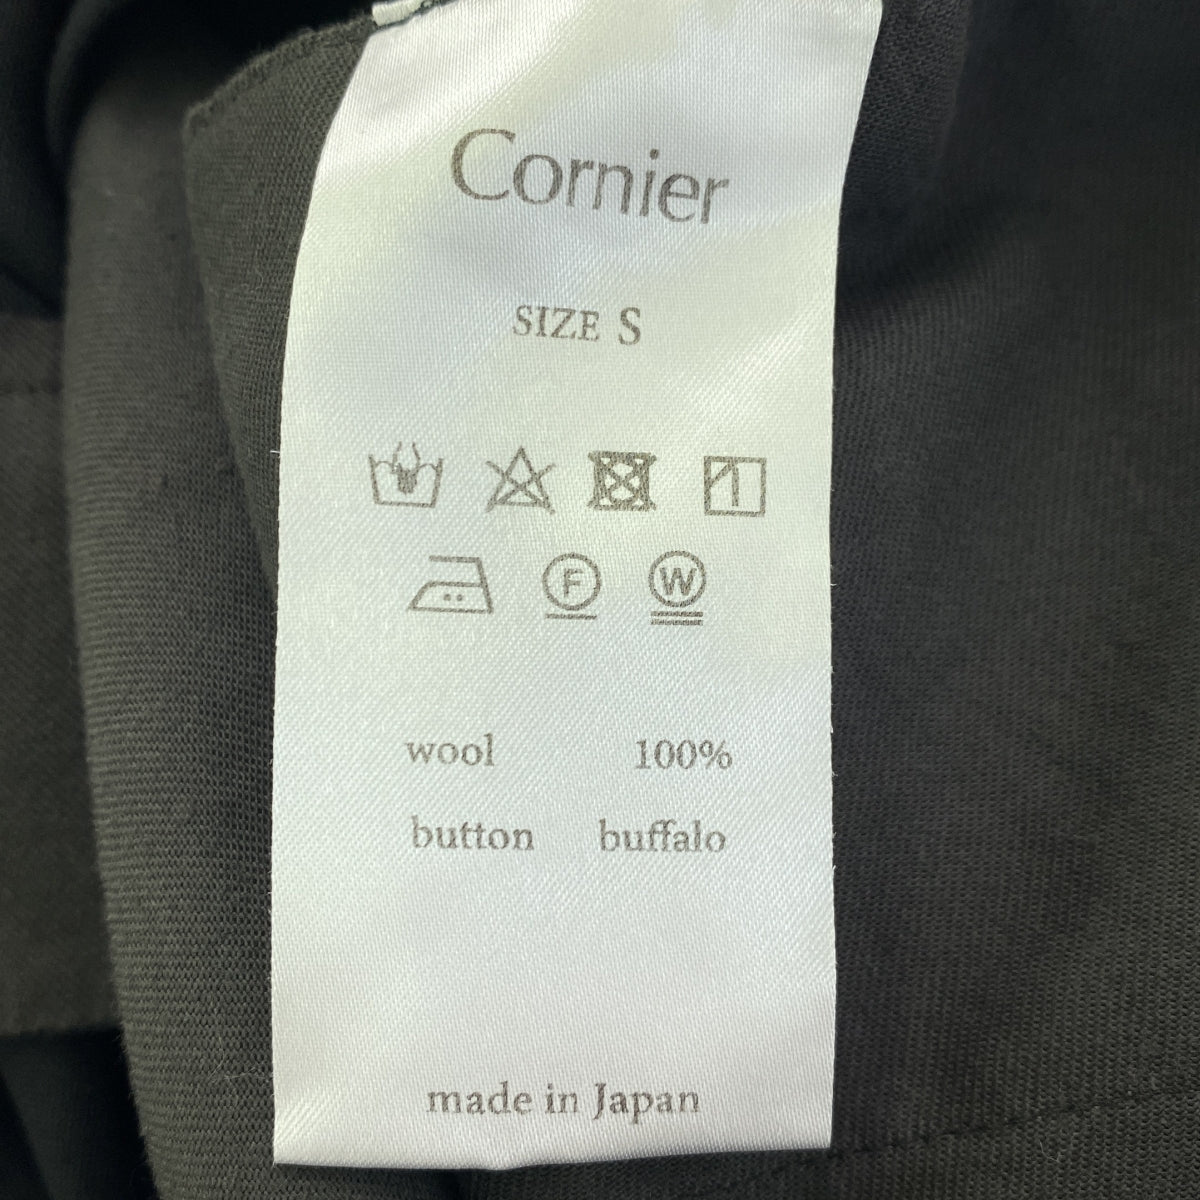 Cornier
SIZE S
F W
wool 100%
button buffalo
made in Japan